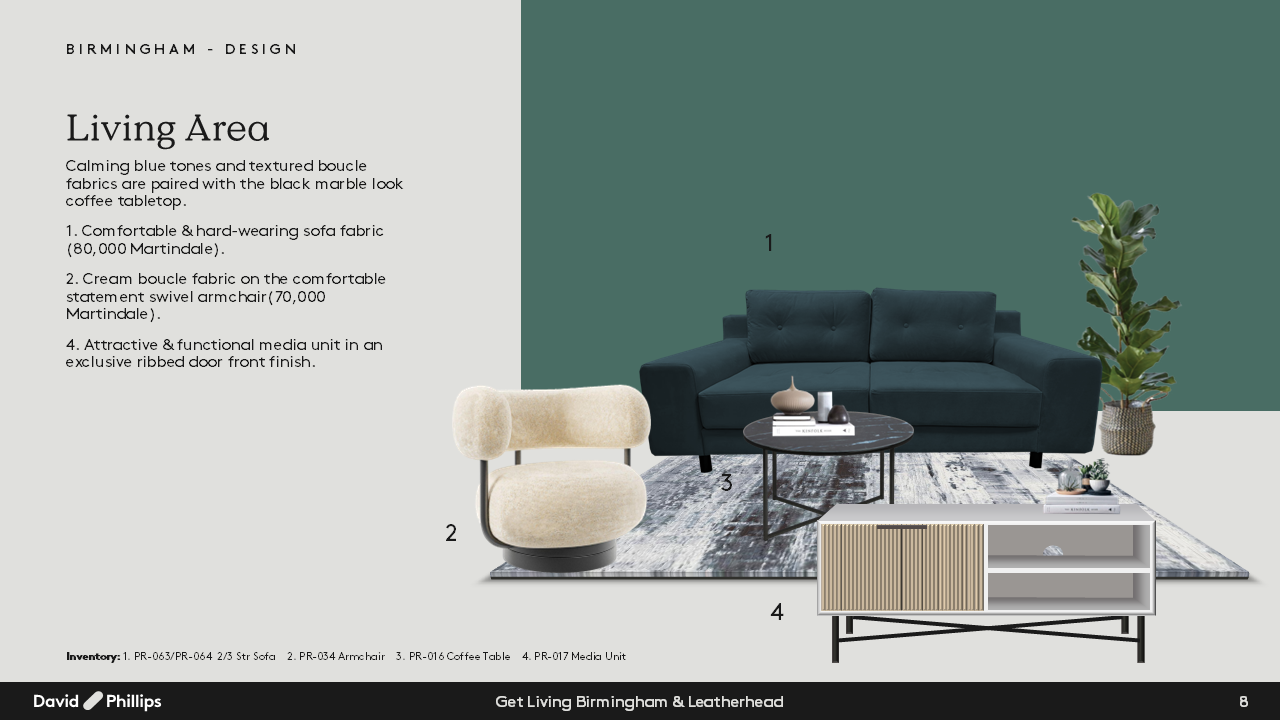 BIRMINGHAM - DESIGN
Living Area
Calming blue tones and textured boucle
fabrics are paired with the black marble look
coffee tabletop.
1. Comfortable & hard-wearing sofa fabric
(80,000 Martindale).
2. Cream boucle fabric on the comfortable
statement swivel armchair(70,000
Martindale).
4. Attractive & functional media unit in an
exclusive ribbed door front finish.
1
2
3
4
Inventory: 1. PR-063/PR-064 2/3 Str Sofa 2. PR-034 Armchair 3. PR-016 Coffee Table 4. PR-017 Media Unit
David Phillips
Get Living Birmingham & Leatherhead
8